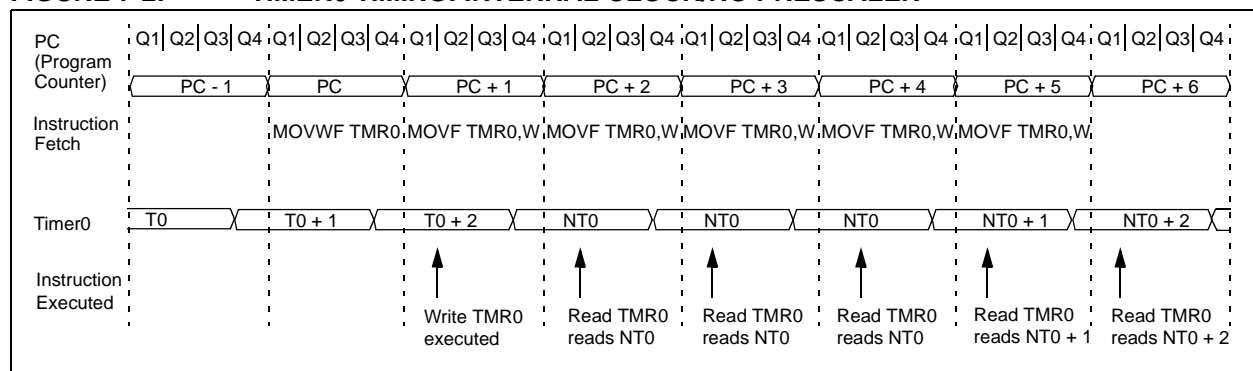 PC (Program Counter)
Q1 Q2 Q3 Q4 Q1 Q2 Q3 Q4 Q1 Q2 Q3 Q4 Q1 Q2 Q3 Q4 Q1 Q2 Q3 Q4 Q1 Q2 Q3 Q4 Q1 Q2 Q3 Q4 Q1 Q2 Q3 Q4
PC - 1 PC PC + 1 PC + 2 PC + 3 PC + 4 PC + 5 PC + 6
Instruction Fetch
MOVWF TMR0 MOVF TMR0,W MOVF TMR0,W MOVF TMR0,W MOVF TMR0,W MOVF TMR0,W
Timer0
T0 T0 + 1 T0 + 2 NT0 NT0 NT0 NT0 + 1 NT0 + 2
Instruction Executed
Write TMR0 executed
Read TMR0 reads NT0
Read TMR0 reads NT0
Read TMR0 reads NT0
Read TMR0 reads NT0 + 1
Read TMR0 reads NT0 + 2